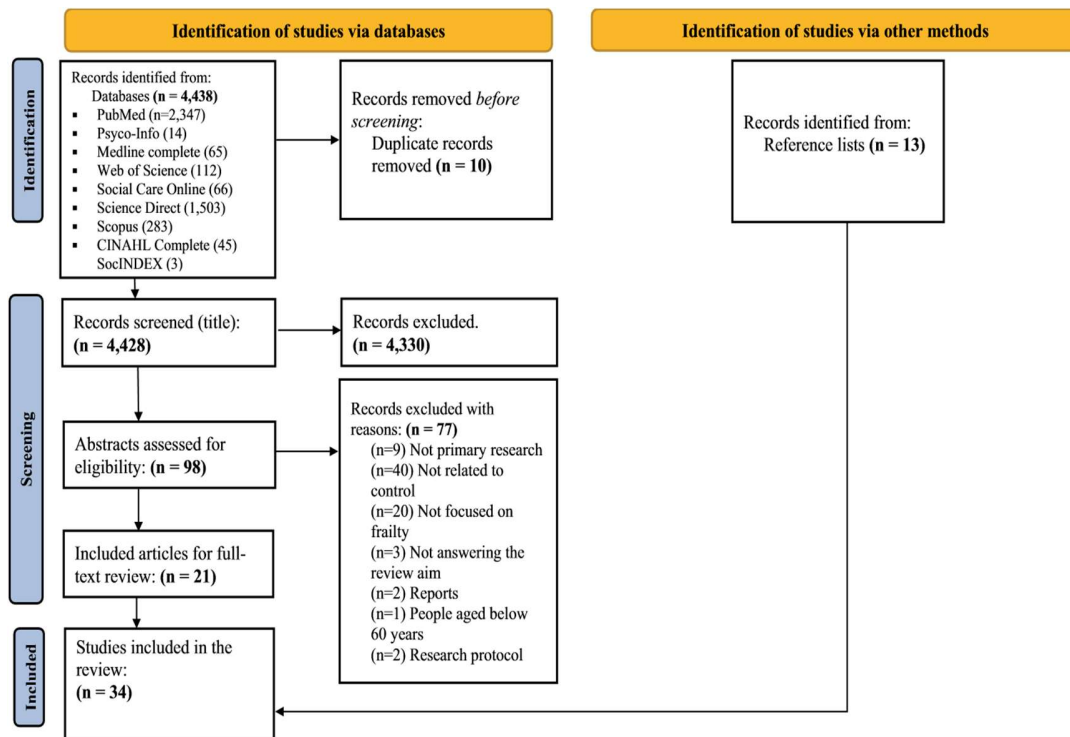 Identification of studies via databases
Identification of studies via other methods
Identification
Records identified from:
Databases (n = 4,438)
▪ PubMed (n=2,347)
▪ Psyco-Info (14)
▪ Medline complete (65)
▪ Web of Science (112)
▪ Social Care Online (66)
▪ Science Direct (1,503)
▪ Scopus (283)
▪ CINAHL Complete (45)
SocINDEX (3)
Records removed before
screening:
Duplicate records
removed (n = 10)
Records identified from:
Reference lists (n = 13)
Screening
Records screened (title):
(n = 4,428)
Records excluded.
(n = 4,330)
Abstracts assessed for
eligibility: (n = 98)
Records excluded with
reasons: (n = 77)
(n=9) Not primary research
(n=40) Not related to
control
(n=20) Not focused on
frailty
(n=3) Not answering the
review aim
(n=2) Reports
(n=1) People aged below
60 years
(n=2) Research protocol
Included articles for full-
text review: (n = 21)
Included
Studies included in the
review:
(n = 34)